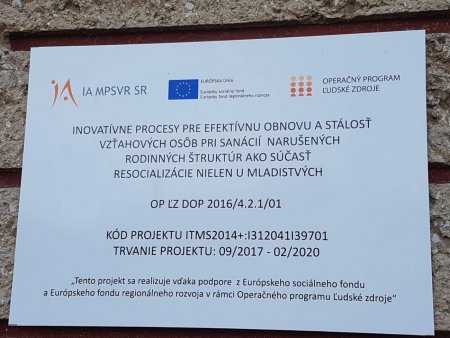 IA MPSVR SR
EURÓPSKA ÚNIA
Európsky sociálny fond
Európsky fond regionálneho rozvoja
OPERAČNÝ PROGRAM
ĽUDSKÉ ZDROJE
INOVATÍVNE PROCESY PRE EFEKTÍVNU OBNOVU A STÁLOSŤ
VZŤAHOVÝCH OSÔB PRI SANÁCIÍ NARUŠENÝCH
RODINNÝCH ŠTRUKTÚR AKO SÚČASŤ
RESOCIALIZÁCIE NIELEN U MLADISTVÝCH
OP ĽZ DOP 2016/4.2.1/01
KÓD PROJEKTU ITMS2014+:I312041I39701
TRVANIE PROJEKTU: 09/2017 - 02/2020
„Tento projekt sa realizuje vďaka podpore z Európskeho sociálneho fondu
a Európskeho fondu regionálneho rozvoja v rámci Operačného programu Ľudské zdroje“